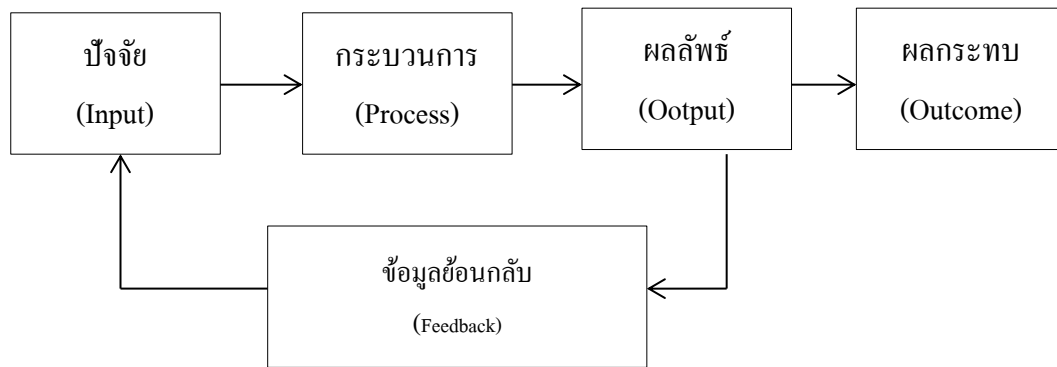 ปัจจัย
(Input)
กระบวนการ
(Process)
ผลลัพธ์
(Ootput)
ผลกระทบ
(Outcome)
ข้อมูลย้อนกลับ
(Feedback)